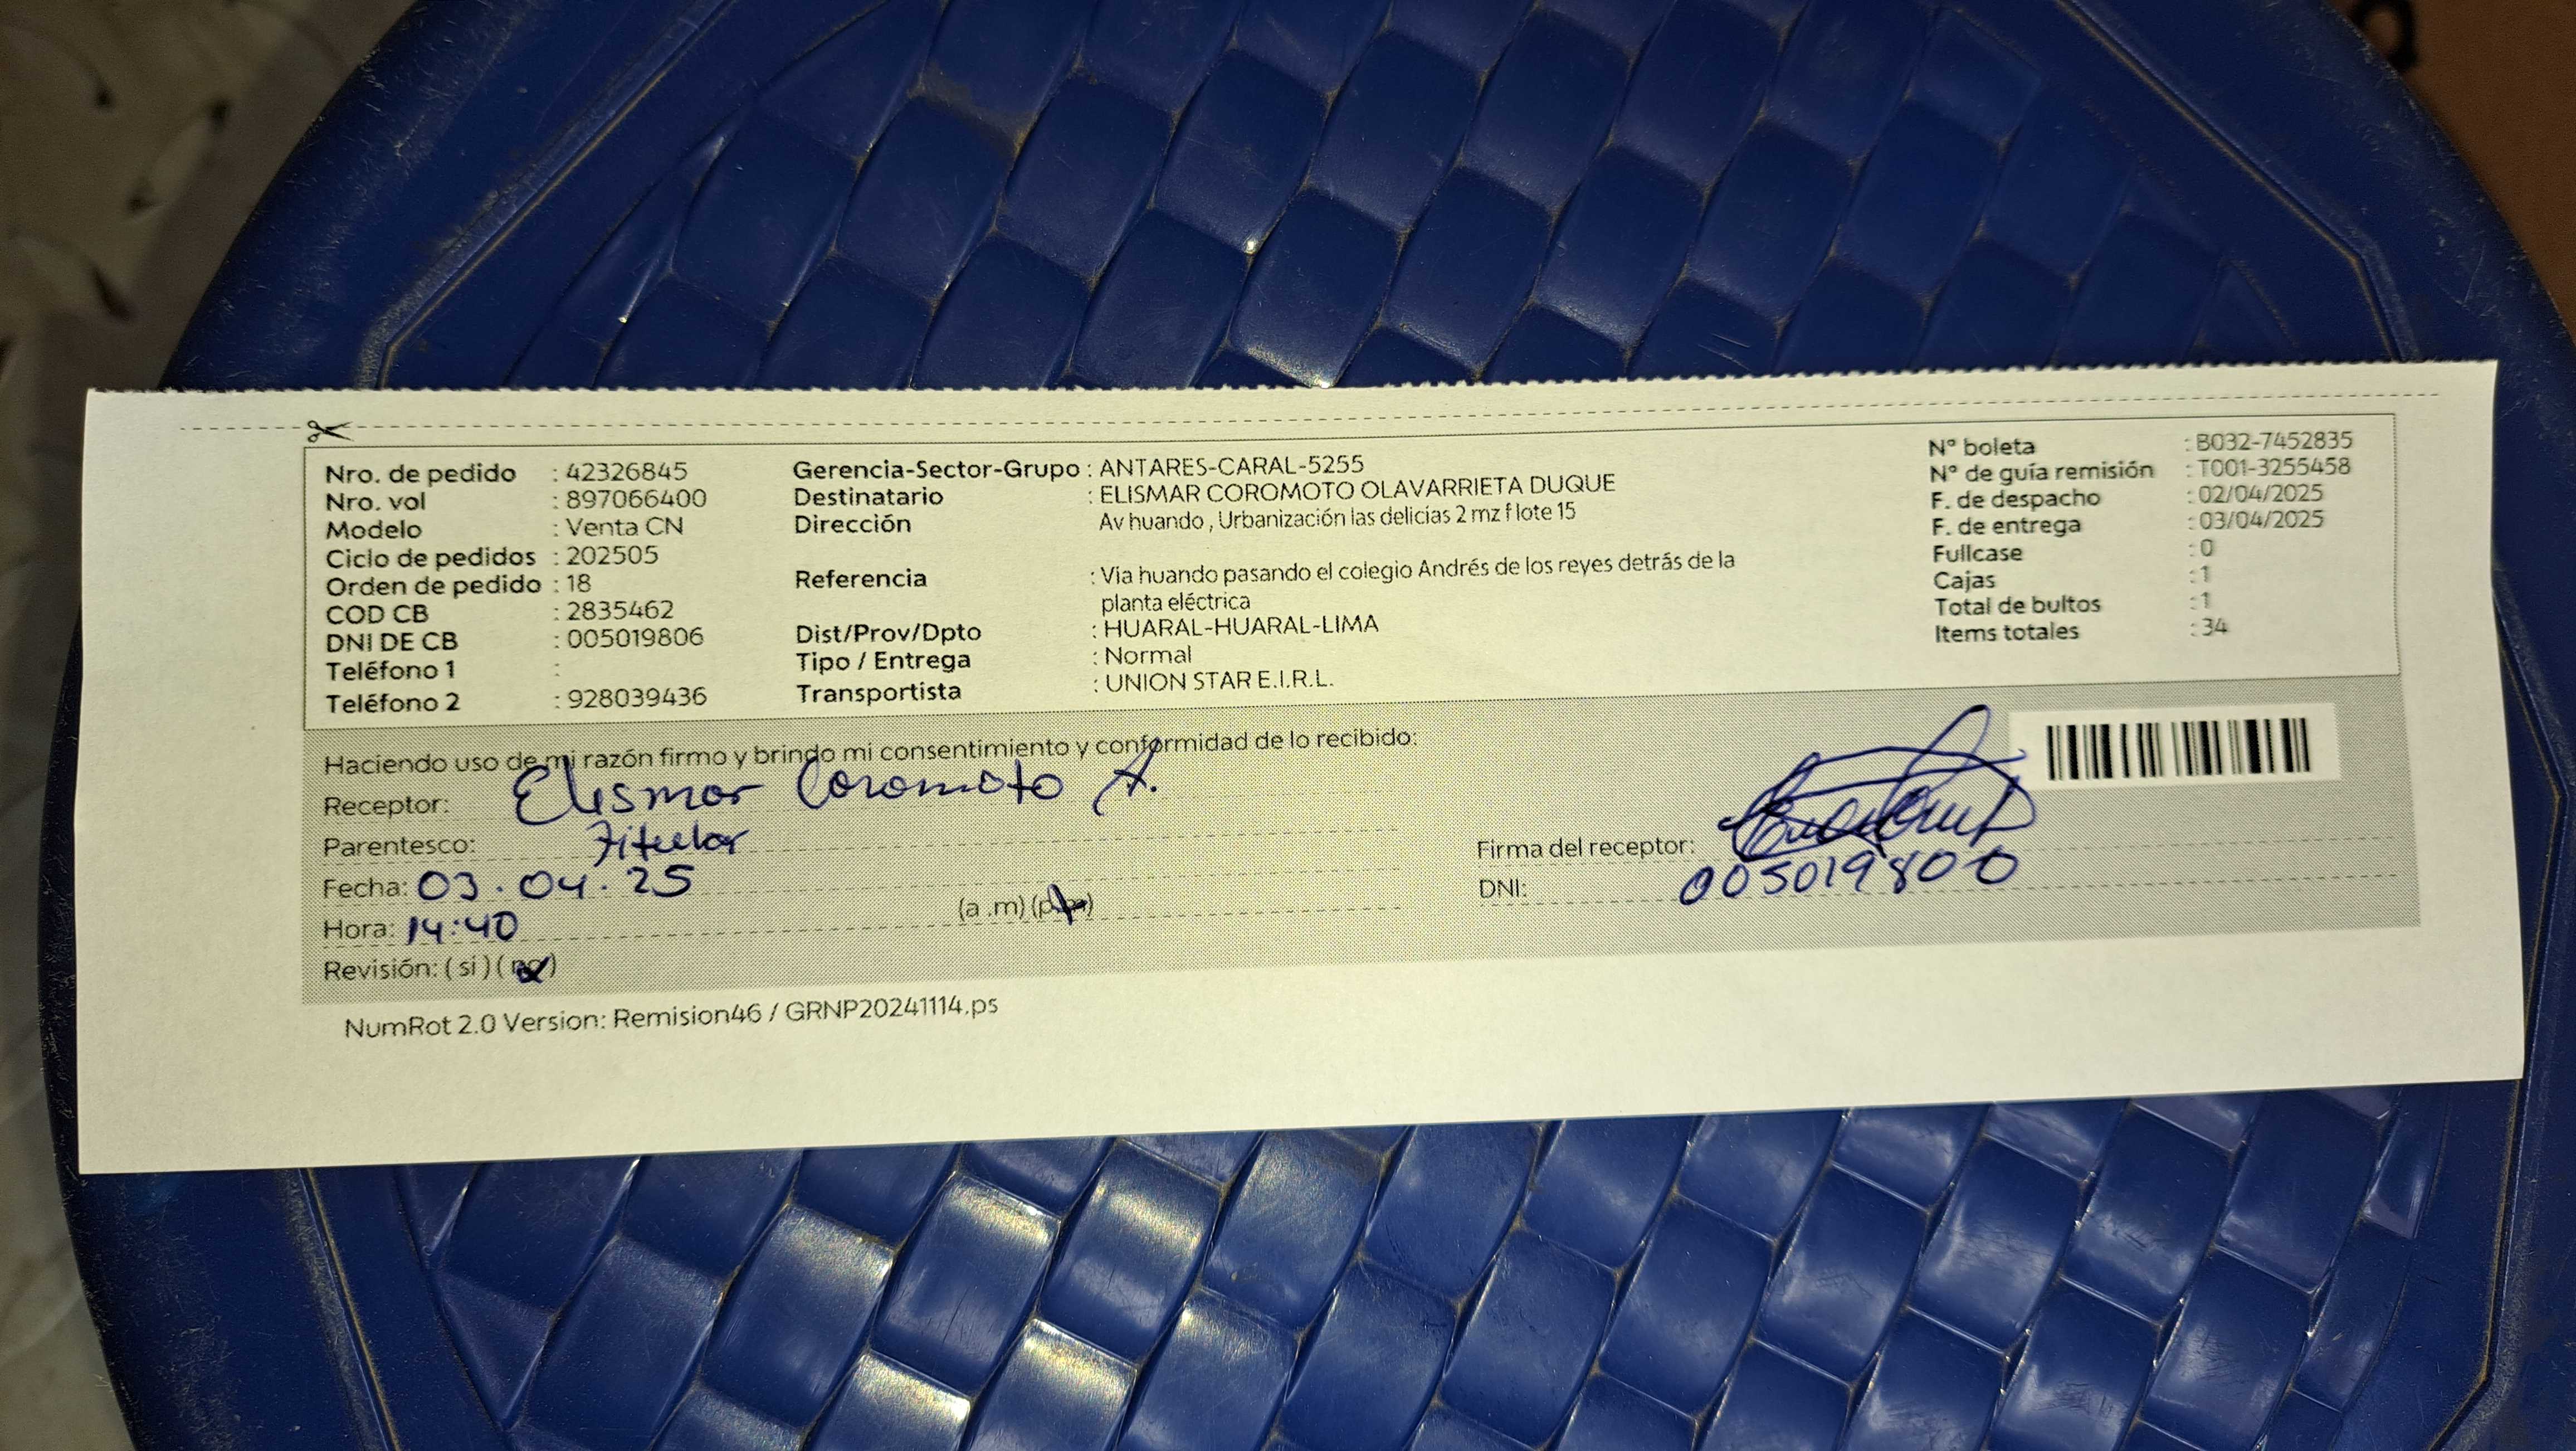 Nro. de pedido : 42326845
Nro. vol : 897066400
Modelo : Venta CN
Ciclo de pedidos : 202505
Orden de pedido : 18
COD CB : 2835462
DNI DE CB : 005019806
Teléfono 1 :
Teléfono 2 : 928039436
Gerencia-Sector-Grupo : ANTARES-CARAL-5255
Destinatario : ELISMAR COROMOTO OLAVARRIETA DUQUE
Dirección Av huando , Urbanización las delicias 2 mz f lote 15
Referencia : Via huando pasando el colegio Andrés de los reyes detrás de la
planta eléctrica
Dist/Prov/Dpto : HUARAL-HUARAL-LIMA
Tipo / Entrega : Normal
Transportista : UNION STAR E.I.R.L.
N° boleta : B032-7452835
N° de guía remisión : T001-3255458
F. de despacho : 02/04/2025
F. de entrega : 03/04/2025
Fullcase : 0
Cajas : 1
Total de bultos : 1
Items totales : 34
Haciendo uso de mi razón firmo y brindo mi consentimiento y conformidad de lo recibido:
Receptor: Elismar Coromoto A.
Parentesco: Titular
Fecha: 03.04.25
Hora: 14:40 (a .m) (p.m)
Revisión: ( si ) ( no )
Firma del receptor:
DNI: 005019800
NumRot 2.0 Version: Remision46 / GRNP20241114.ps